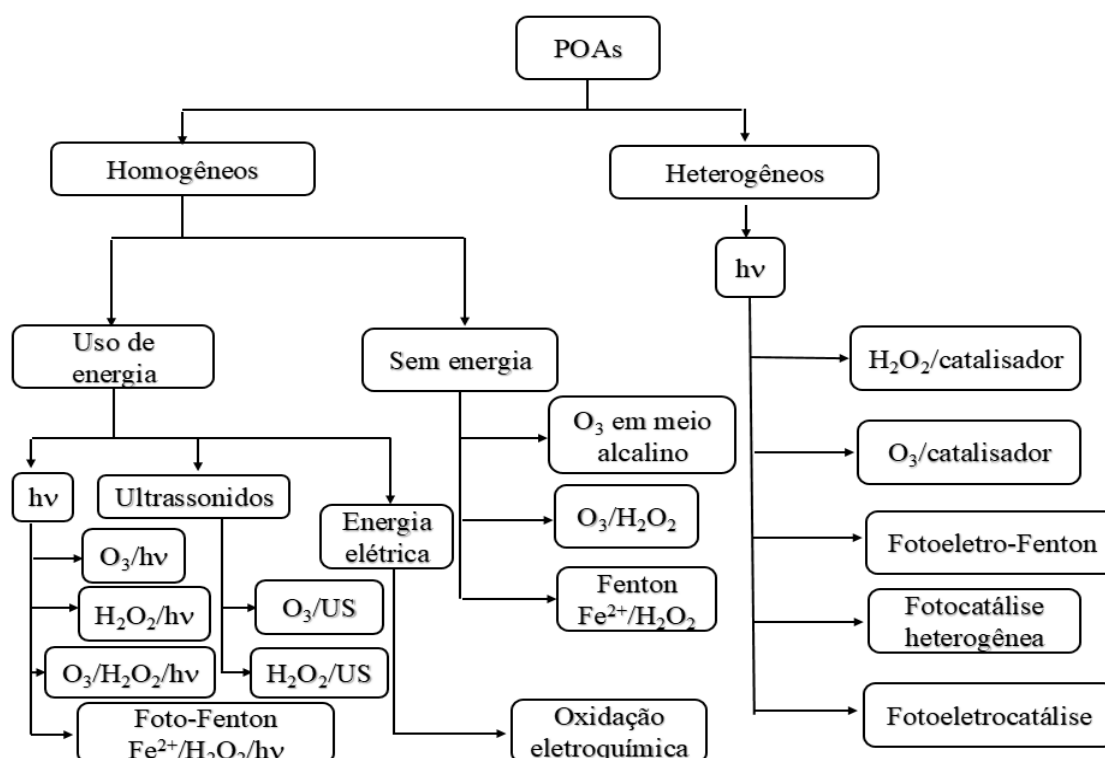 POAs
Homogêneos
Heterogêneos
hν
Uso de
energia
Sem energia
H₂O₂/catalisador
O₃ em meio
alcalino
O₃/catalisador
hν
Ultrassonidos
Energia
elétrica
O₃/H₂O₂
Fotoeletro-Fenton
O₃/hν
H₂O₂/hν
O₃/US
Fenton
Fe²⁺/H₂O₂
Fotocatálise
heterogênea
O₃/H₂O₂/hν
H₂O₂/US
Foto-Fenton
Fe²⁺/H₂O₂/hν
Oxidação
eletroquímica
Fotoeletrocatálise